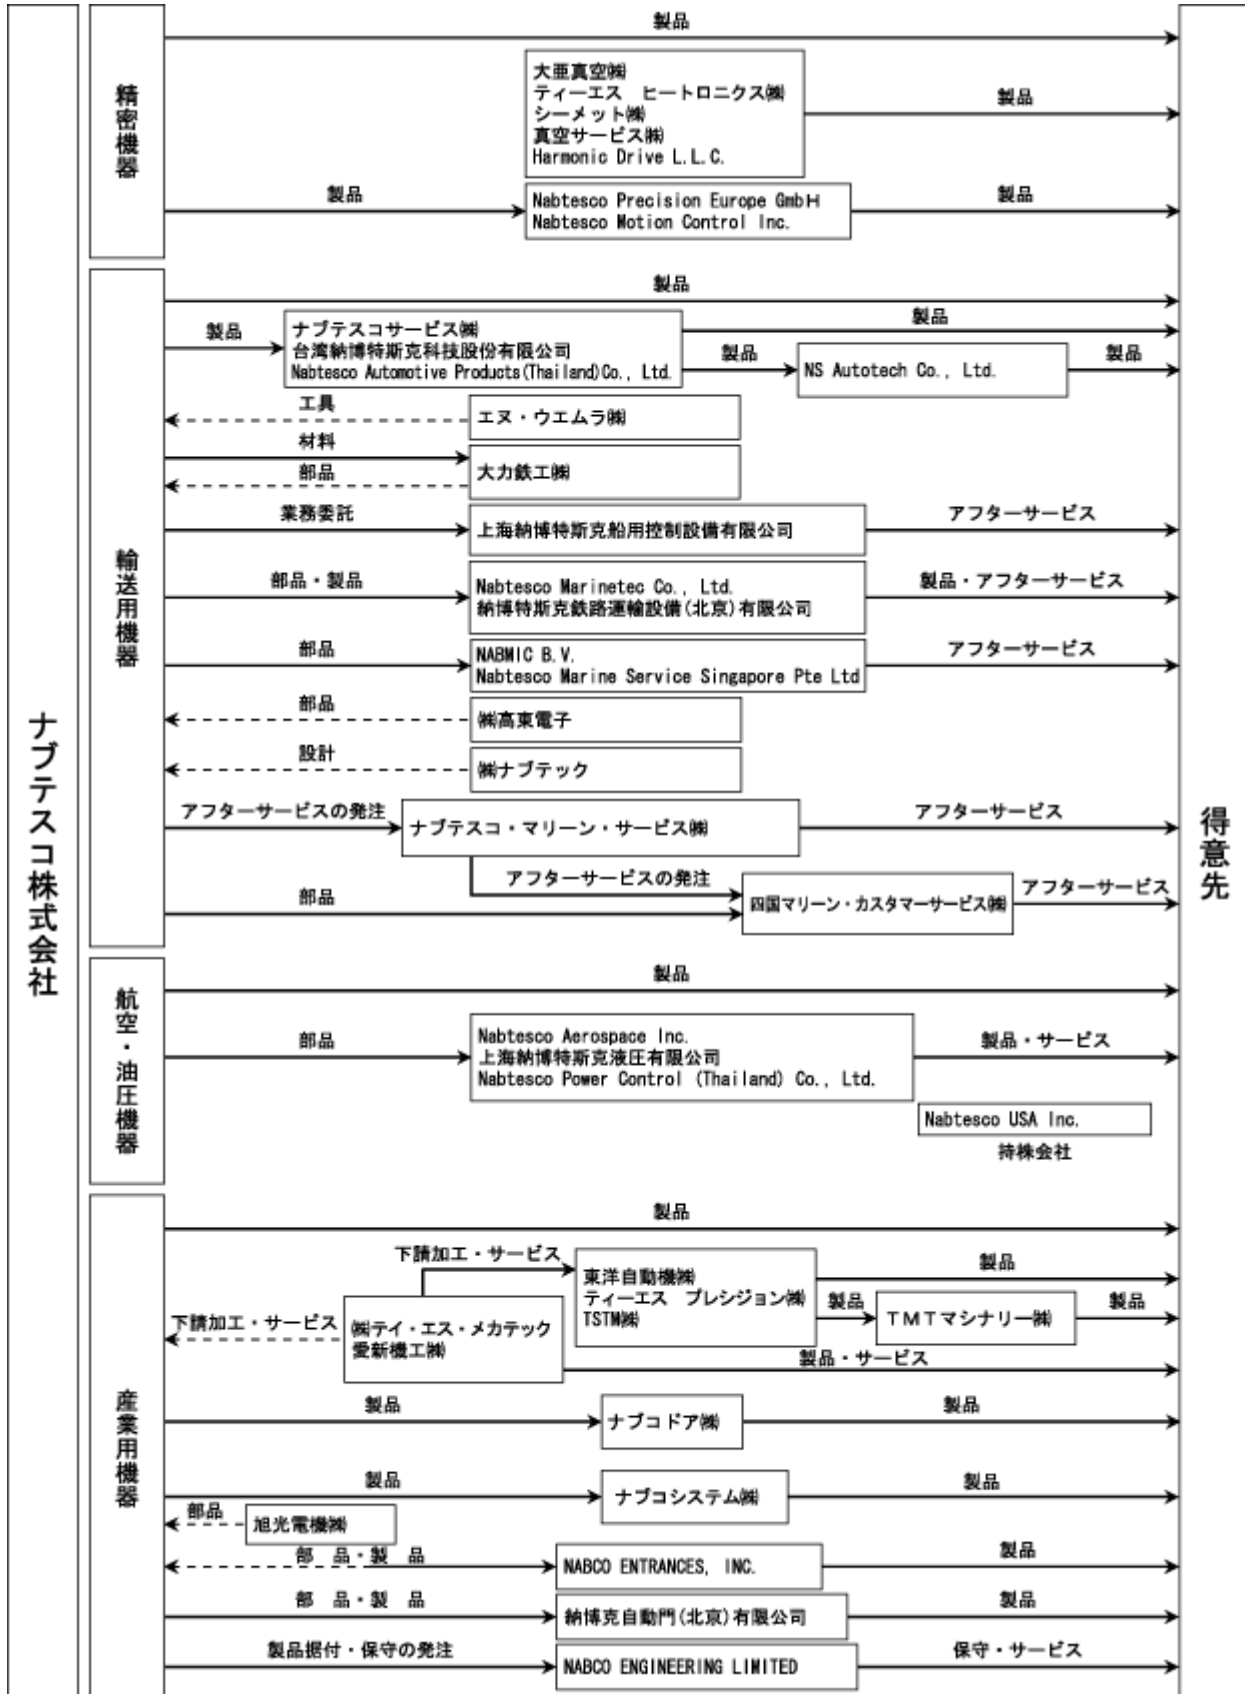 ナブテスコ株式会社
得意先
精密機器
製品
大亜真空㈱
ティーエス　ヒートロニクス㈱
シーメット㈱
真空サービス㈱
Harmonic Drive L.L.C.
製品
製品
Nabtesco Precision Europe GmbH
Nabtesco Motion Control Inc.
製品
輸送用機器
製品
製品
ナブテスコサービス㈱
台湾納博特斯克科技股份有限公司
Nabtesco Automotive Products(Thailand)Co., Ltd.
製品
製品
NS Autotech Co., Ltd.
製品
工具
エヌ・ウエムラ㈱
材料
部品
大力鉄工㈱
業務委託
上海納博特斯克船用控制設備有限公司
アフターサービス
部品・製品
Nabtesco Marinetec Co., Ltd.
納博特斯克鉄路運輸設備(北京)有限公司
製品・アフターサービス
部品
NABMIC B.V.
Nabtesco Marine Service Singapore Pte Ltd
アフターサービス
部品
㈱高東電子
設計
㈱ナブテック
アフターサービスの発注
ナブテスコ・マリーン・サービス㈱
アフターサービス
アフターサービスの発注
部品
四国マリーン・カスタマーサービス㈱
アフターサービス
航空・油圧機器
製品
部品
Nabtesco Aerospace Inc.
上海納博特斯克液圧有限公司
Nabtesco Power Control (Thailand) Co., Ltd.
製品・サービス
Nabtesco USA Inc.
持株会社
産業用機器
製品
下請加工・サービス
東洋自動機㈱
ティーエス　プレシジョン㈱
TSTM㈱
製品
製品
TMTマシナリー㈱
製品
下請加工・サービス
㈱テイ・エス・メカテック
愛新機工㈱
製品・サービス
製品
ナブコドア㈱
製品
製品
ナブコシステム㈱
製品
部品
旭光電機㈱
部　品・製　品
NABCO ENTRANCES, INC.
製品
部　品・製　品
納博克自動門(北京)有限公司
製品
製品据付・保守の発注
NABCO ENGINEERING LIMITED
保守・サービス